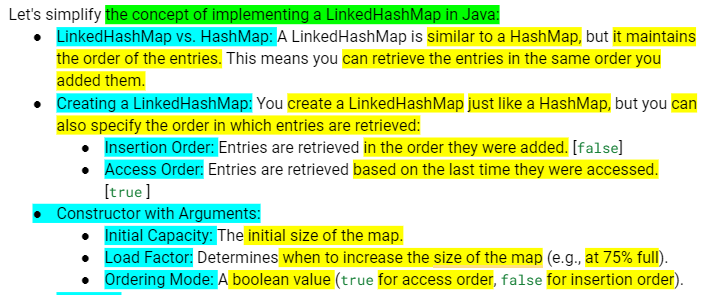 Let's simplify the concept of implementing a LinkedHashMap in Java:
● LinkedHashMap vs. HashMap: A LinkedHashMap is similar to a HashMap, but it maintains
the order of the entries. This means you can retrieve the entries in the same order you
added them.
● Creating a LinkedHashMap: You create a LinkedHashMap just like a HashMap, but you can
also specify the order in which entries are retrieved:
● Insertion Order: Entries are retrieved in the order they were added. [false]
● Access Order: Entries are retrieved based on the last time they were accessed.
[true ]
● Constructor with Arguments:
● Initial Capacity: The initial size of the map.
● Load Factor: Determines when to increase the size of the map (e.g., at 75% full).
● Ordering Mode: A boolean value (true for access order, false for insertion order).